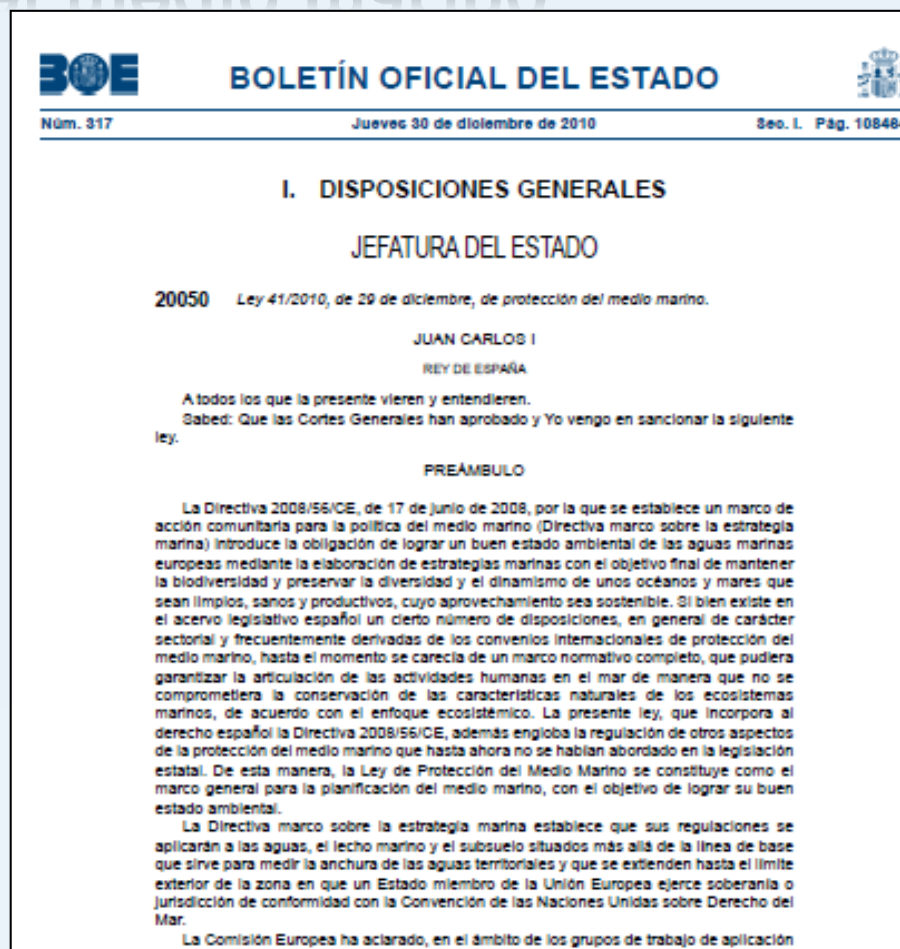 BOE
BOLETÍN OFICIAL DEL ESTADO
Núm. 317 Jueves 30 de diciembre de 2010 Sec. I. Pág. 10846
I. DISPOSICIONES GENERALES
JEFATURA DEL ESTADO
20050 Ley 41/2010, de 29 de diciembre, de protección del medio marino.
JUAN CARLOS I
REY DE ESPAÑA
A todos los que la presente vieren y entendieren.
Sabed: Que las Cortes Generales han aprobado y Yo vengo en sancionar la siguiente
ley.
PREÁMBULO
La Directiva 2008/56/CE, de 17 de junio de 2008, por la que se establece un marco de
acción comunitaria para la política del medio marino (Directiva marco sobre la estrategia
marina) introduce la obligación de lograr un buen estado ambiental de las aguas marinas
europeas mediante la elaboración de estrategias marinas con el objetivo final de mantener
la biodiversidad y preservar la diversidad y el dinamismo de unos océanos y mares que
sean limpios, sanos y productivos, cuyo aprovechamiento sea sostenible. Si bien existe en
el acervo legislativo español un cierto número de disposiciones, en general de carácter
sectorial y frecuentemente derivadas de los convenios internacionales de protección del
medio marino, hasta el momento se carecía de un marco normativo completo, que pudiera
garantizar la articulación de las actividades humanas en el mar de manera que no se
comprometiera la conservación de las características naturales de los ecosistemas
marinos, de acuerdo con el enfoque ecosistémico. La presente ley, que incorpora al
derecho español la Directiva 2008/56/CE, además engloba la regulación de otros aspectos
de la protección del medio marino que hasta ahora no se habían abordado en la legislación
estatal. De esta manera, la Ley de Protección del Medio Marino se constituye como el
marco general para la planificación del medio marino, con el objetivo de lograr su buen
estado ambiental.
La Directiva marco sobre la estrategia marina establece que sus regulaciones se
aplicarán a las aguas, el lecho marino y el subsuelo situados más allá de la línea de base
que sirve para medir la anchura de las aguas territoriales y que se extienden hasta el límite
exterior de la zona en que un Estado miembro de la Unión Europea ejerce soberanía o
jurisdicción de conformidad con la Convención de las Naciones Unidas sobre Derecho del
Mar.
La Comisión Europea ha aclarado, en el ámbito de los grupos de trabajo de aplicación